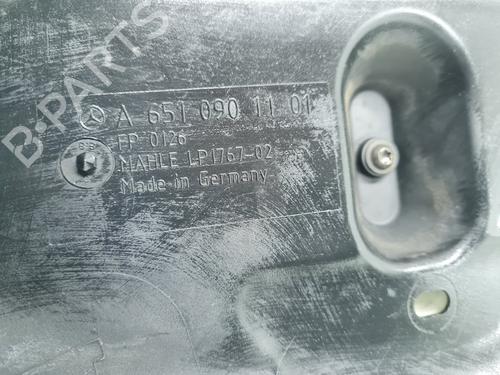 B-PARTS
A 651 090 11 01
FP 0126
MAHLE LP1767-02
Made in Germany